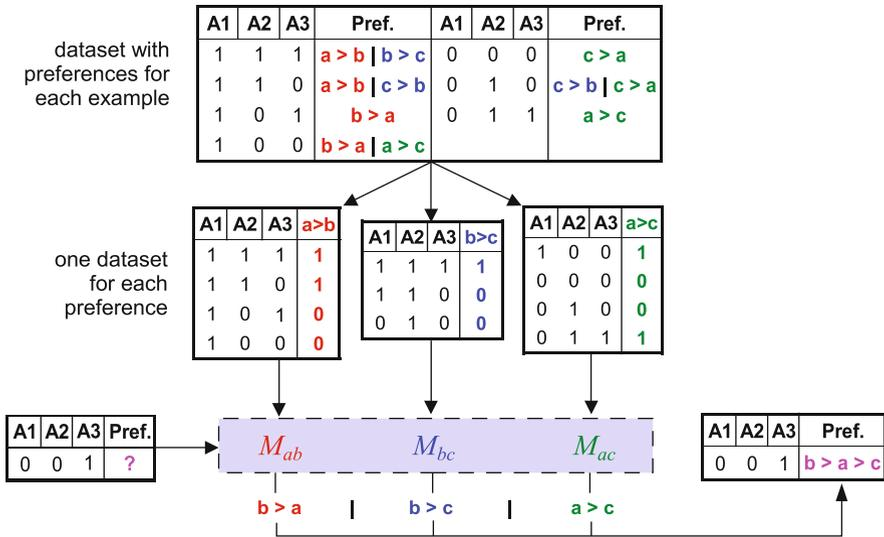 dataset with
preferences for
each example
A1 A2 A3 Pref. A1 A2 A3 Pref.
1 1 1 a > b | b > c 0 0 0 c > a
1 1 0 a > b | c > b 0 1 0 c > b | c > a
1 0 1 b > a 0 1 1 a > c
1 0 0 b > a | a > c
one dataset
for each
preference
A1 A2 A3 a>b
1 1 1 1
1 1 0 1
1 0 1 0
1 0 0 0
A1 A2 A3 b>c
1 1 1 1
1 1 0 0
0 1 0 0
A1 A2 A3 a>c
1 0 0 1
0 0 0 0
0 1 0 0
0 1 1 1
A1 A2 A3 Pref.
0 0 1 ?
M_ab M_bc M_ac
A1 A2 A3 Pref.
0 0 1 b > a > c
b > a | b > c | a > c